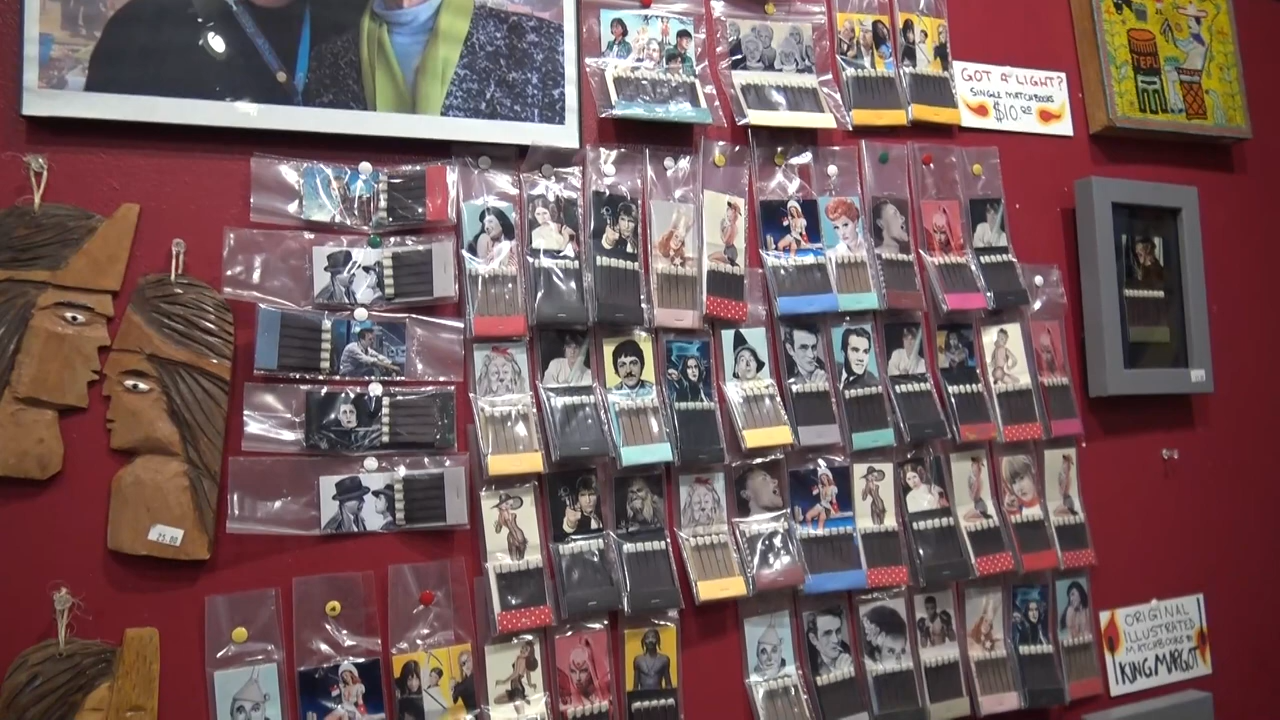 GOT A LIGHT?
SINGLE MATCHBOOKS
$10.00
TEPU
25.00
ORIGINAL
ILLUSTRATED
MATCHBOOKS
KING MARGOT